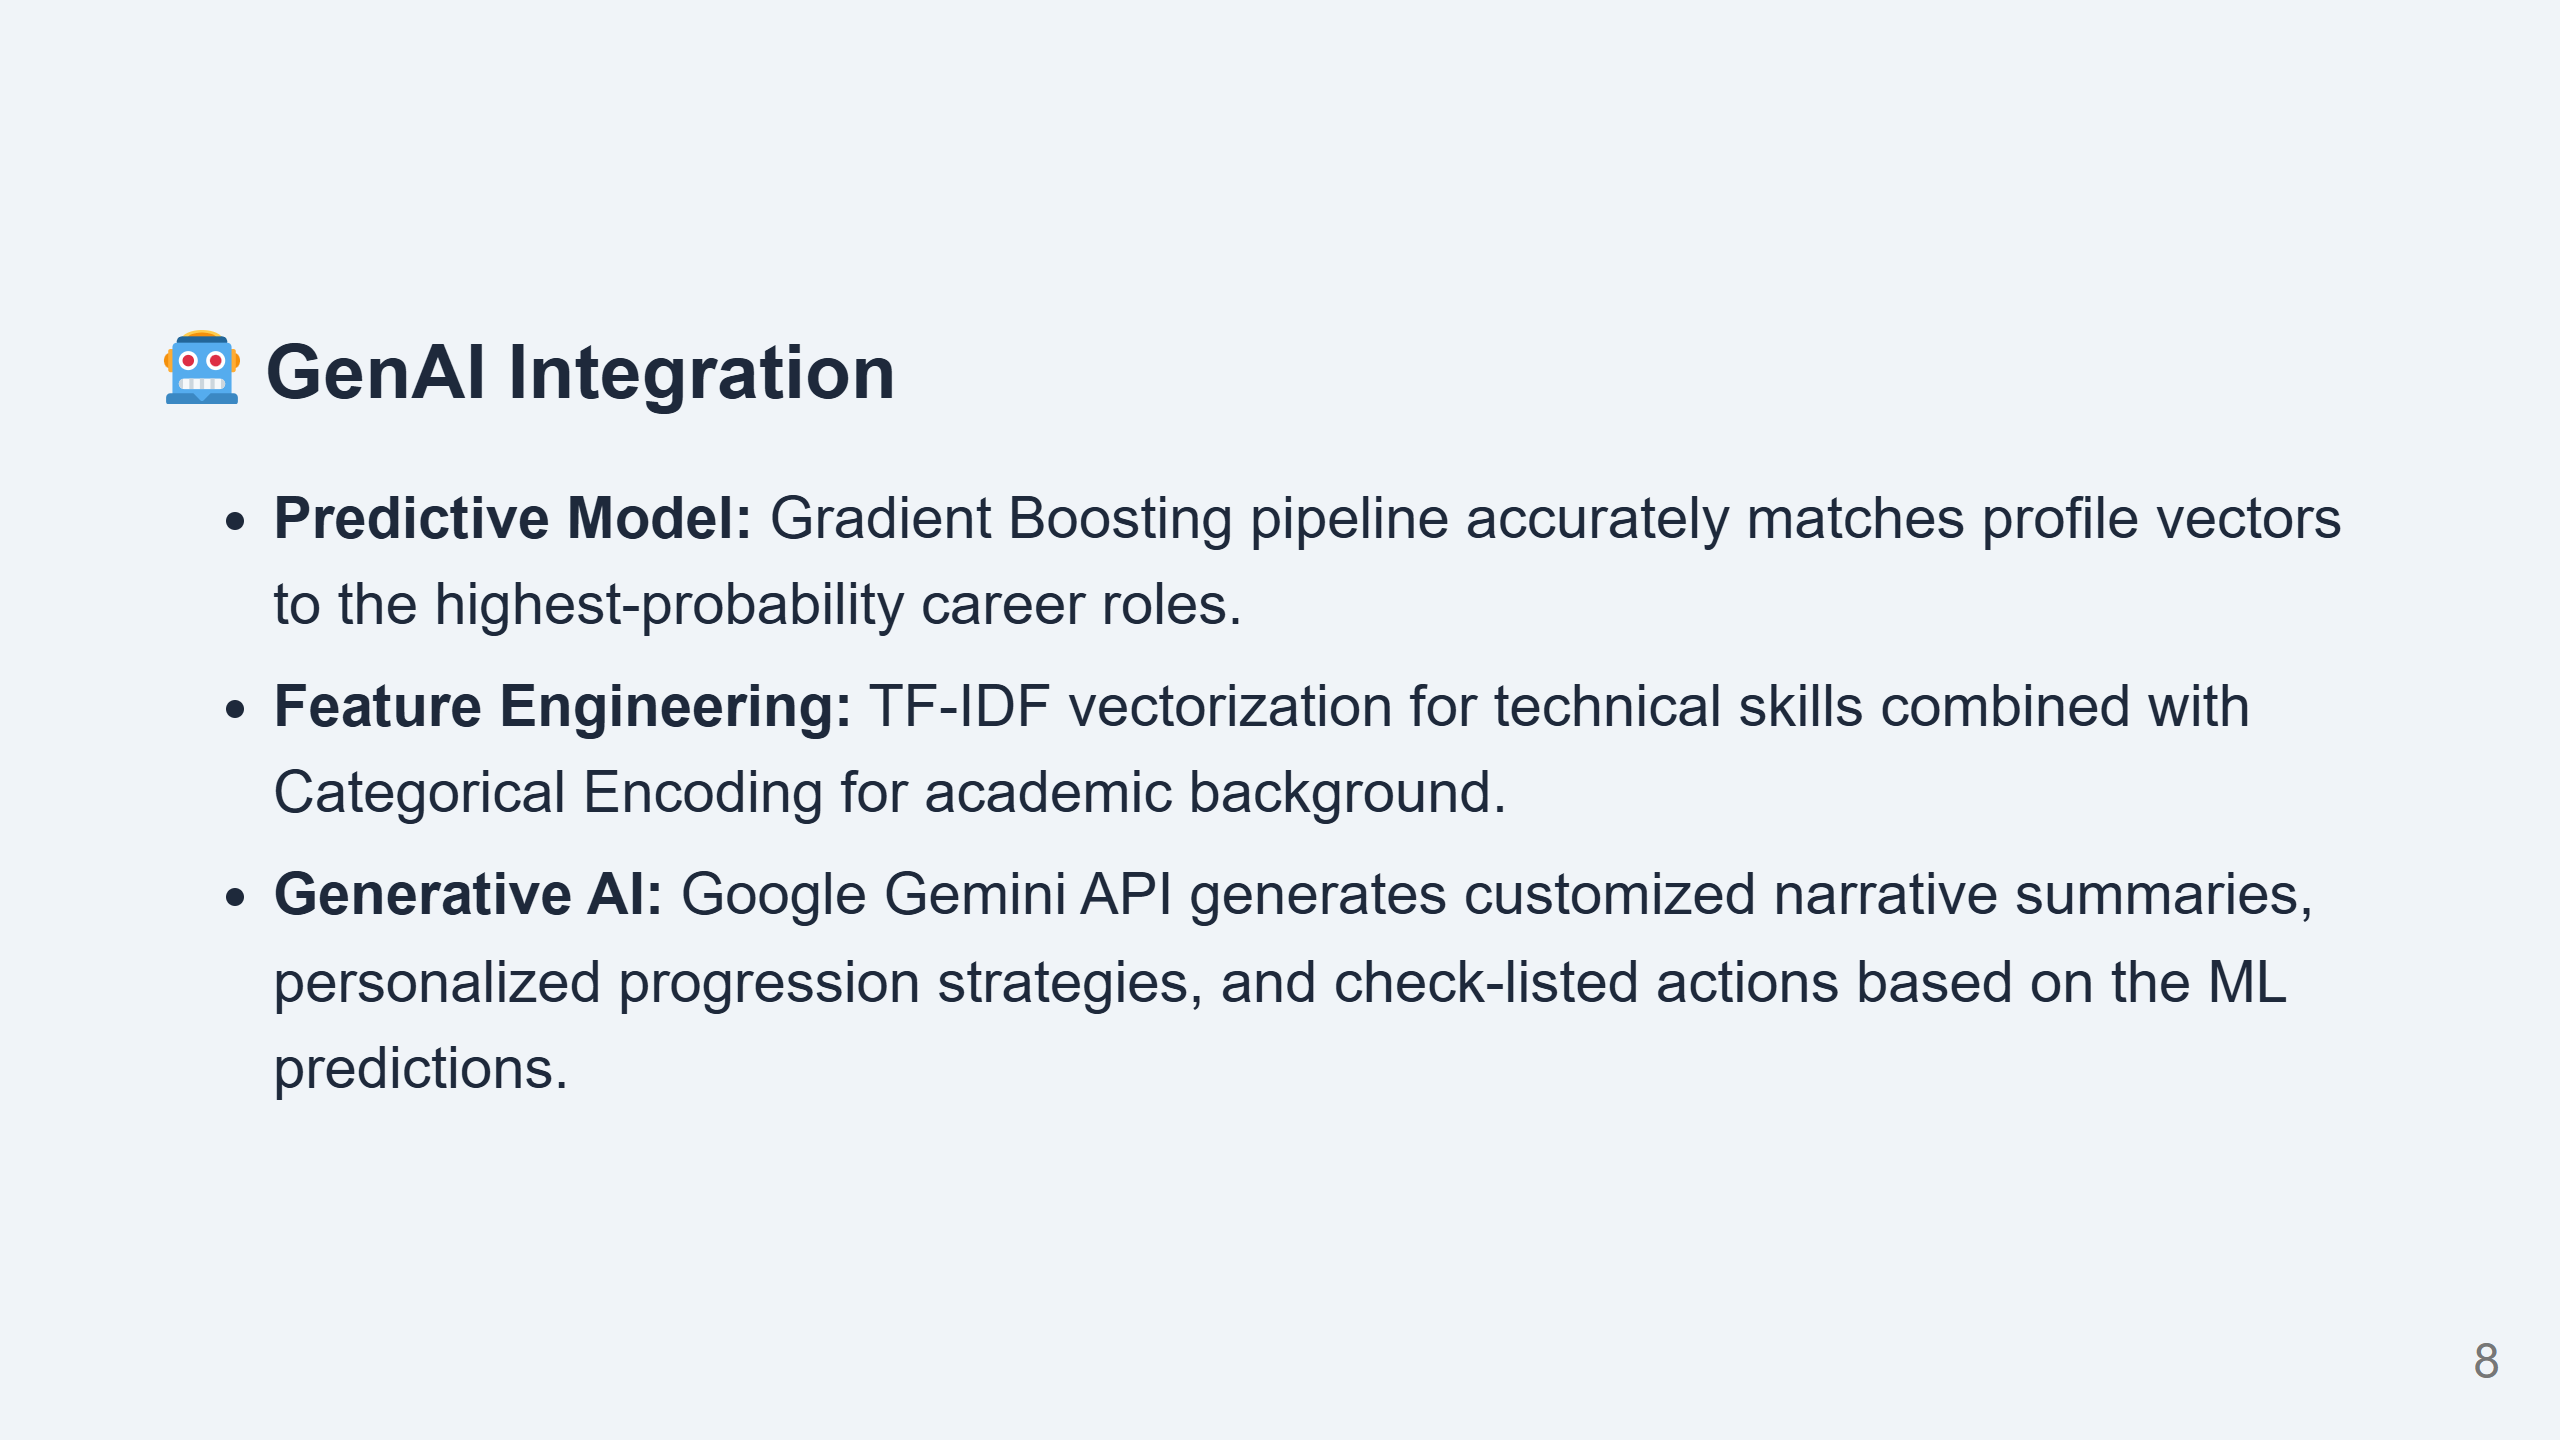 GenAI Integration
• Predictive Model: Gradient Boosting pipeline accurately matches profile vectors
to the highest-probability career roles.
• Feature Engineering: TF-IDF vectorization for technical skills combined with
Categorical Encoding for academic background.
• Generative AI: Google Gemini API generates customized narrative summaries,
personalized progression strategies, and check-listed actions based on the ML
predictions.
8